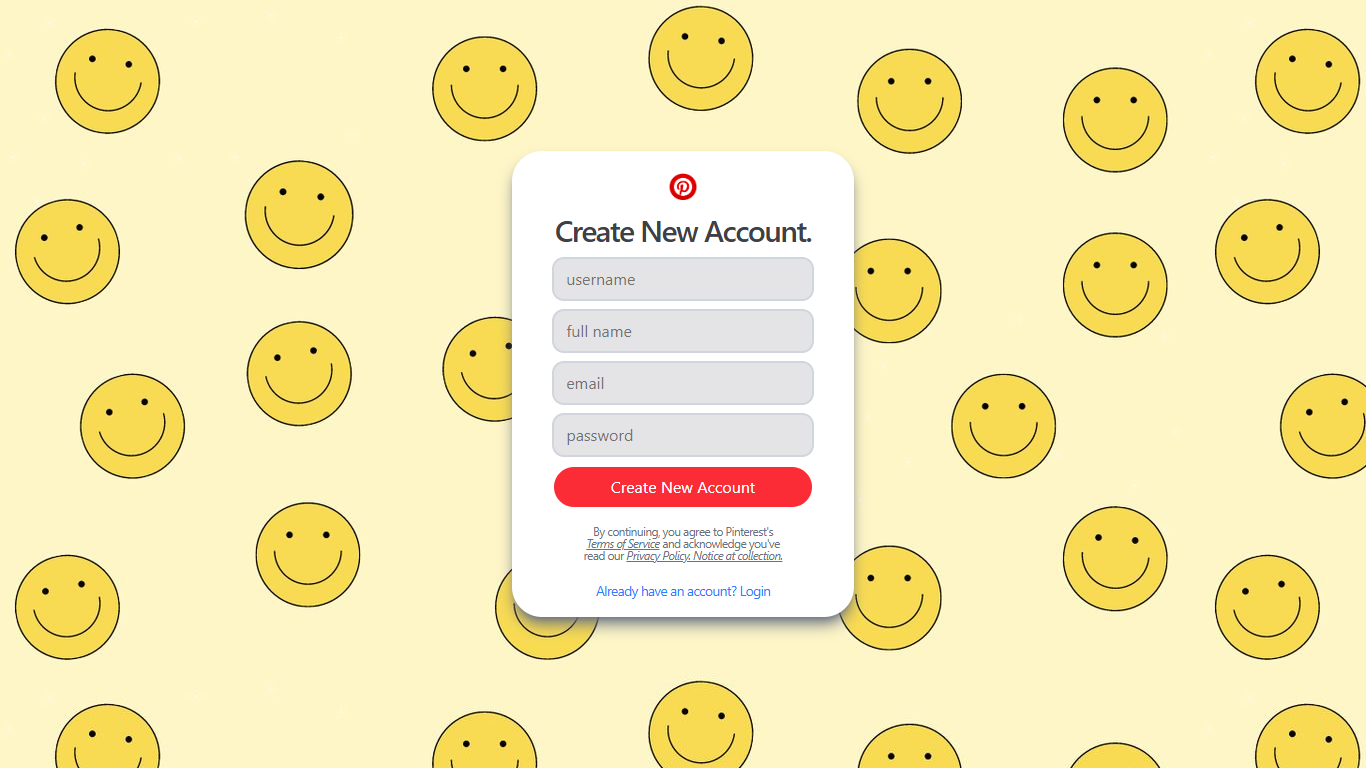 Create New Account.
username
full name
email
password
Create New Account
By continuing, you agree to Pinterest's
Terms of Service and acknowledge you've
read our Privacy Policy. Notice at collection.
Already have an account? Login